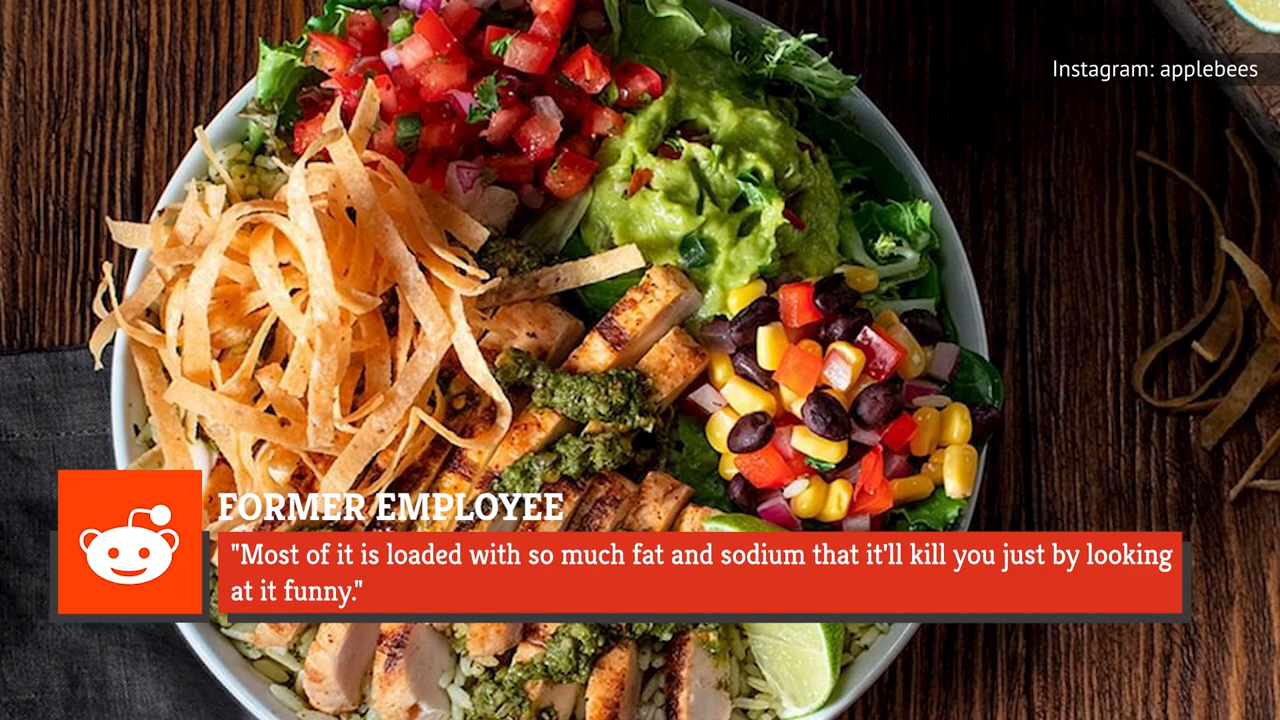 Instagram: applebees
FORMER EMPLOYEE
"Most of it is loaded with so much fat and sodium that it'll kill you just by looking
at it funny."